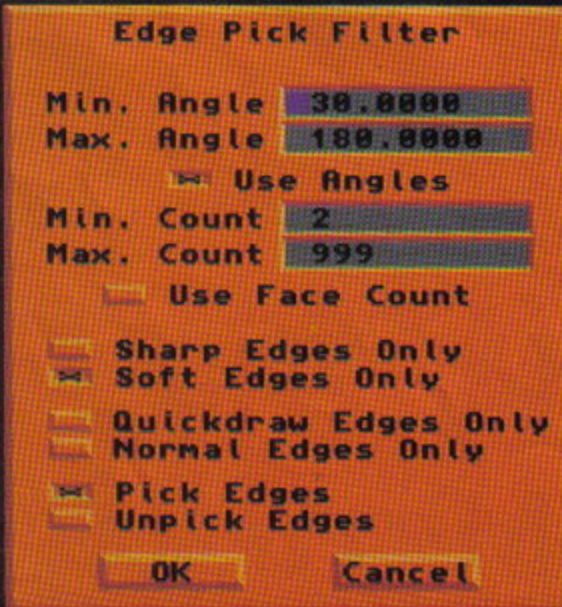 Edge Pick Filter
Min. Angle 30.0000
Max. Angle 180.0000
Use Angles
Min. Count 2
Max. Count 999
Use Face Count
Sharp Edges Only
Soft Edges Only
Quickdraw Edges Only
Normal Edges Only
Pick Edges
Unpick Edges
OK Cancel